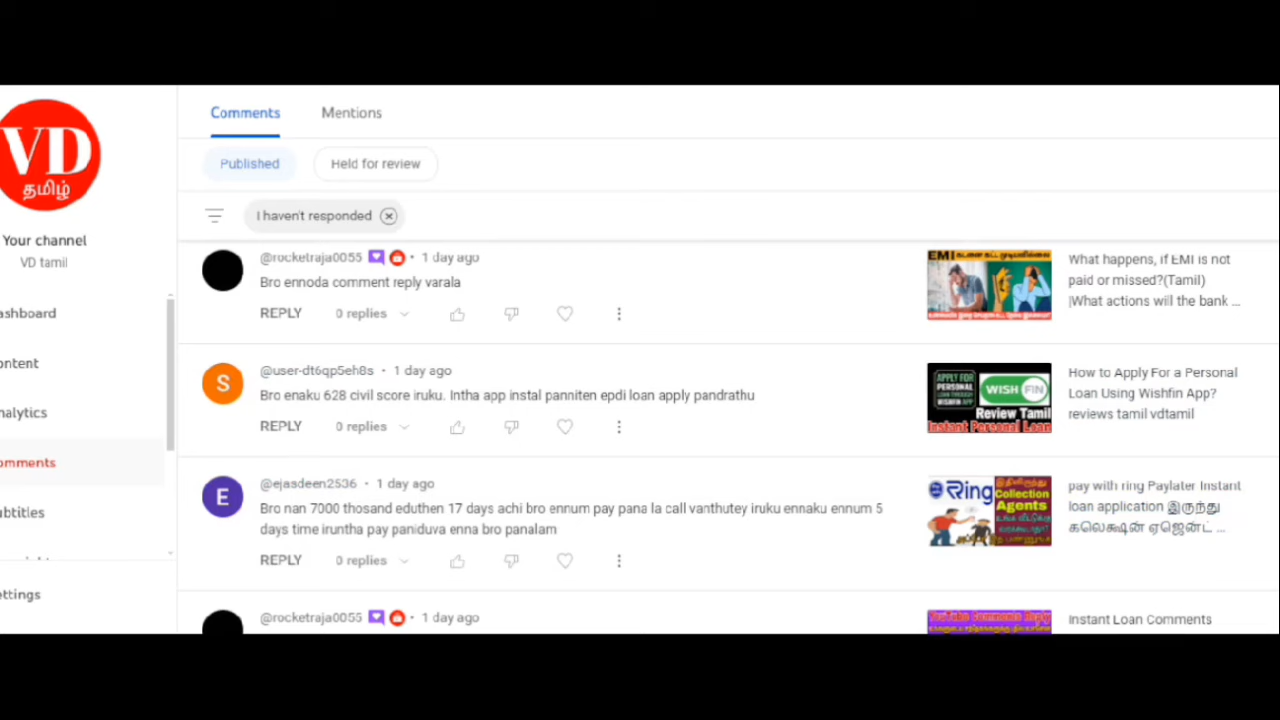 VD
தமிழ்
Your channel
VD tamil
ashboard
ontent
nalytics
omments
ubtitles
ettings
Comments
Mentions
Published
Held for review
I haven't responded
@rocketraja0055 • 1 day ago
Bro ennoda comment reply varala
REPLY 0 replies
EMI
What happens, if EMI is not
paid or missed?(Tamil)
|What actions will the bank ...
S
@user-dt6qp5eh8s • 1 day ago
Bro enaku 628 civil score iruku. Intha app instal panniten epdi loan apply pandrathu
REPLY 0 replies
APPLY FOR
PERSONAL
WISH FIN
Review Tamil
Instant Personal Loan
How to Apply For a Personal
Loan Using Wishfin App?
reviews tamil vdtamil
E
@ejasdeen2536 • 1 day ago
Bro nan 7000 thosand eduthen 17 days achi bro ennum pay pana la call vanthutey iruku ennaku ennum 5
days time iruntha pay paniduva enna bro panalam
REPLY 0 replies
Ring
இதிலிருந்து
Collection
Agents
pay with ring Paylater Instant
loan application இருந்து
கலெக்ஷன் ஏஜென்ட் ...
@rocketraja0055 • 1 day ago
YouTube Comments Reply
Instant Loan Comments